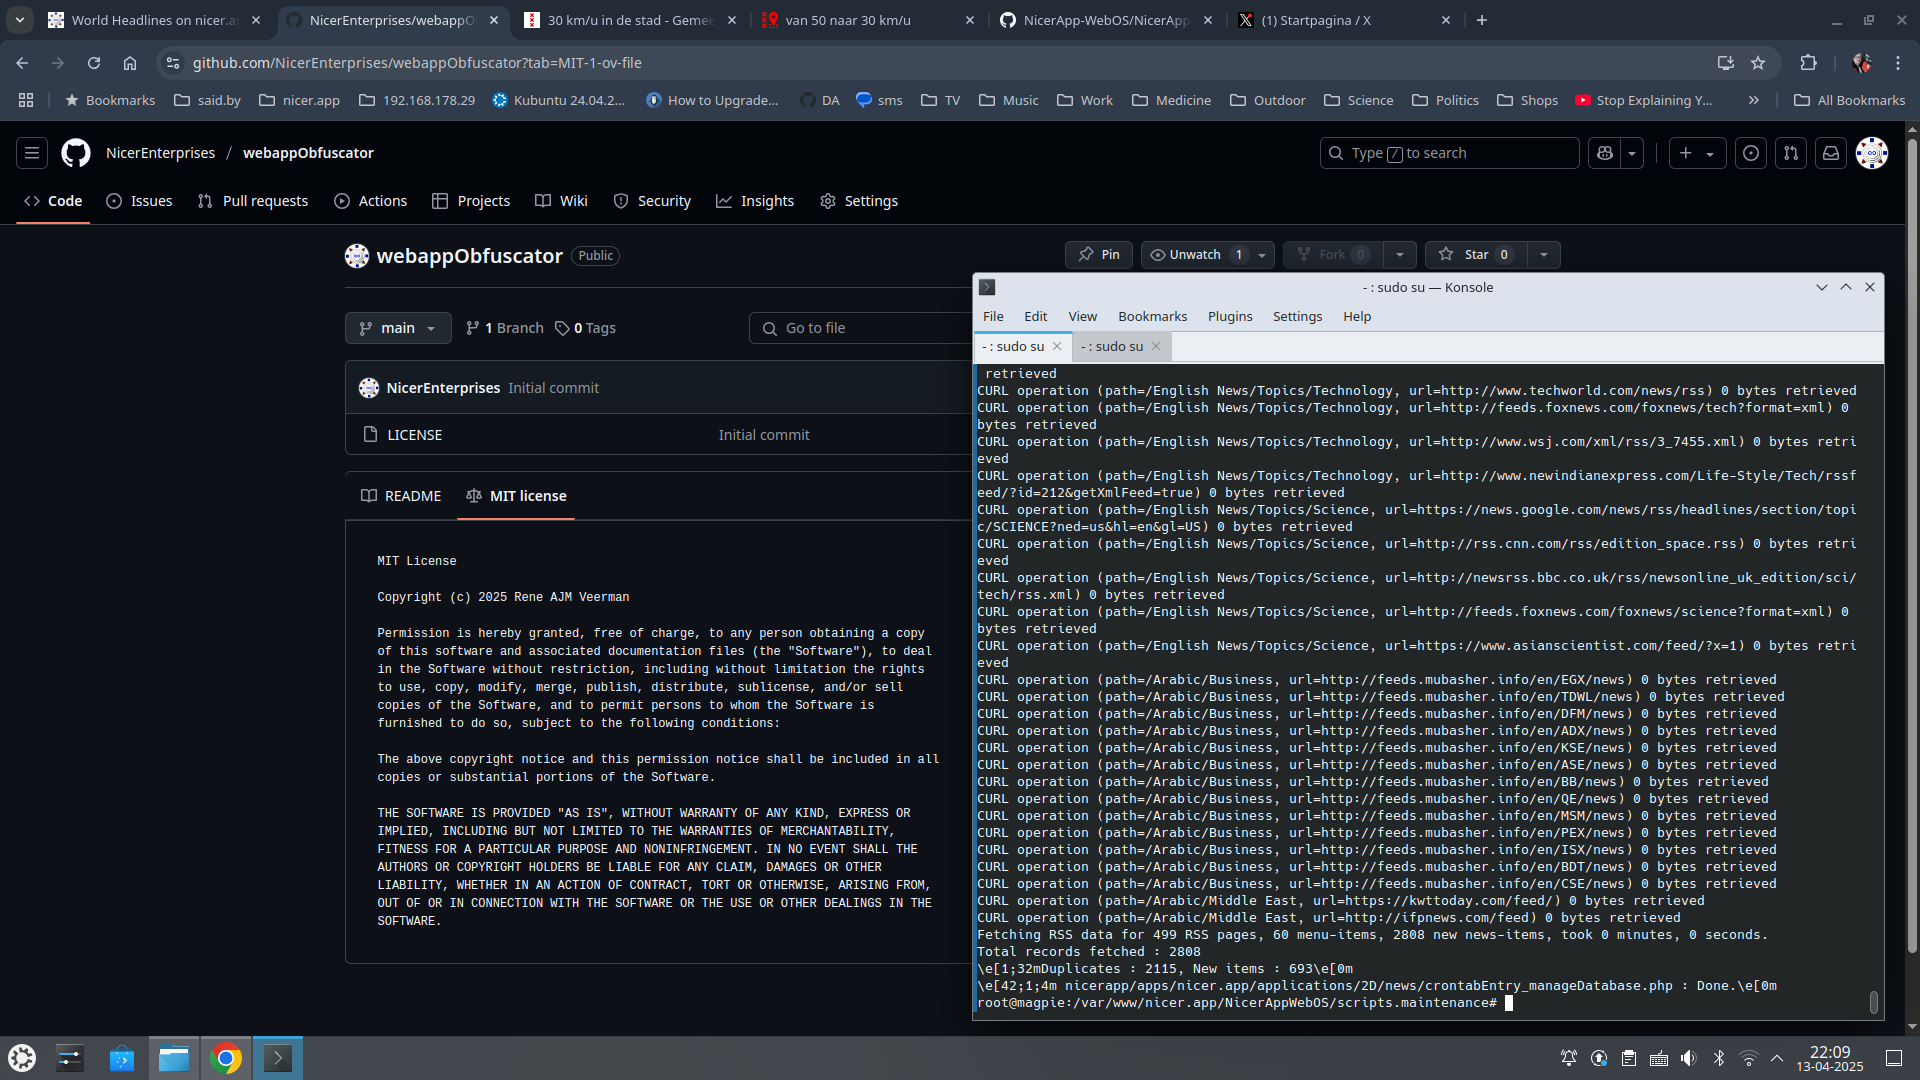 World Headlines on nicer.a
NicerEnterprises/webappO
30 km/u in de stad - Gemee
van 50 naar 30 km/u
NicerApp-WebOS/NicerApp
(1) Startpagina / X
github.com/NicerEnterprises/webappObfuscator?tab=MIT-1-ov-file
Bookmarks
said.by
nicer.app
192.168.178.29
Kubuntu 24.04.2...
How to Upgrade...
DA
sms
TV
Music
Work
Medicine
Outdoor
Science
Politics
Shops
Stop Explaining Y...
All Bookmarks
NicerEnterprises / webappObfuscator
Type / to search
Code
Issues
Pull requests
Actions
Projects
Wiki
Security
Insights
Settings
webappObfuscator Public
Pin
Unwatch 1
Fork 0
Star 0
main
1 Branch
0 Tags
Go to file
NicerEnterprises Initial commit
LICENSE Initial commit
README
MIT license
MIT License
Copyright (c) 2025 Rene AJM Veerman
Permission is hereby granted, free of charge, to any person obtaining a copy
of this software and associated documentation files (the "Software"), to deal
in the Software without restriction, including without limitation the rights
to use, copy, modify, merge, publish, distribute, sublicense, and/or sell
copies of the Software, and to permit persons to whom the Software is
furnished to do so, subject to the following conditions:
The above copyright notice and this permission notice shall be included in all
copies or substantial portions of the Software.
THE SOFTWARE IS PROVIDED "AS IS", WITHOUT WARRANTY OF ANY KIND, EXPRESS OR
IMPLIED, INCLUDING BUT NOT LIMITED TO THE WARRANTIES OF MERCHANTABILITY,
FITNESS FOR A PARTICULAR PURPOSE AND NONINFRINGEMENT. IN NO EVENT SHALL THE
AUTHORS OR COPYRIGHT HOLDERS BE LIABLE FOR ANY CLAIM, DAMAGES OR OTHER
LIABILITY, WHETHER IN AN ACTION OF CONTRACT, TORT OR OTHERWISE, ARISING FROM,
OUT OF OR IN CONNECTION WITH THE SOFTWARE OR THE USE OR OTHER DEALINGS IN THE
SOFTWARE.
- : sudo su — Konsole
File Edit View Bookmarks Plugins Settings Help
- : sudo su
- : sudo su
retrieved
CURL operation (path=/English News/Topics/Technology, url=http://www.techworld.com/news/rss) 0 bytes retrieved
CURL operation (path=/English News/Topics/Technology, url=http://feeds.foxnews.com/foxnews/tech?format=xml) 0
bytes retrieved
CURL operation (path=/English News/Topics/Technology, url=http://www.wsj.com/xml/rss/3_7455.xml) 0 bytes retri
eved
CURL operation (path=/English News/Topics/Technology, url=http://www.newindianexpress.com/Life-Style/Tech/rssf
eed/?id=212&getXmlFeed=true) 0 bytes retrieved
CURL operation (path=/English News/Topics/Science, url=https://news.google.com/news/rss/headlines/section/topi
c/SCIENCE?ned=us&hl=en&gl=US) 0 bytes retrieved
CURL operation (path=/English News/Topics/Science, url=http://rss.cnn.com/rss/edition_space.rss) 0 bytes retri
eved
CURL operation (path=/English News/Topics/Science, url=http://newsrss.bbc.co.uk/rss/newsonline_uk_edition/sci/
tech/rss.xml) 0 bytes retrieved
CURL operation (path=/English News/Topics/Science, url=http://feeds.foxnews.com/foxnews/science?format=xml) 0
bytes retrieved
CURL operation (path=/English News/Topics/Science, url=https://www.asianscientist.com/feed/?x=1) 0 bytes retri
eved
CURL operation (path=/Arabic/Business, url=http://feeds.mubasher.info/en/EGX/news) 0 bytes retrieved
CURL operation (path=/Arabic/Business, url=http://feeds.mubasher.info/en/TDWL/news) 0 bytes retrieved
CURL operation (path=/Arabic/Business, url=http://feeds.mubasher.info/en/DFM/news) 0 bytes retrieved
CURL operation (path=/Arabic/Business, url=http://feeds.mubasher.info/en/ADX/news) 0 bytes retrieved
CURL operation (path=/Arabic/Business, url=http://feeds.mubasher.info/en/KSE/news) 0 bytes retrieved
CURL operation (path=/Arabic/Business, url=http://feeds.mubasher.info/en/ASE/news) 0 bytes retrieved
CURL operation (path=/Arabic/Business, url=http://feeds.mubasher.info/en/BB/news) 0 bytes retrieved
CURL operation (path=/Arabic/Business, url=http://feeds.mubasher.info/en/QE/news) 0 bytes retrieved
CURL operation (path=/Arabic/Business, url=http://feeds.mubasher.info/en/MSM/news) 0 bytes retrieved
CURL operation (path=/Arabic/Business, url=http://feeds.mubasher.info/en/PEX/news) 0 bytes retrieved
CURL operation (path=/Arabic/Business, url=http://feeds.mubasher.info/en/ISX/news) 0 bytes retrieved
CURL operation (path=/Arabic/Business, url=http://feeds.mubasher.info/en/BDT/news) 0 bytes retrieved
CURL operation (path=/Arabic/Business, url=http://feeds.mubasher.info/en/CSE/news) 0 bytes retrieved
CURL operation (path=/Arabic/Middle East, url=https://kwttoday.com/feed/) 0 bytes retrieved
CURL operation (path=/Arabic/Middle East, url=http://ifpnews.com/feed) 0 bytes retrieved
Fetching RSS data for 499 RSS pages, 60 menu-items, 2808 new news-items, took 0 minutes, 0 seconds.
Total records fetched : 2808
\e[1;32mDuplicates : 2115, New items : 693\e[0m
\e[42;1;4m nicerapp/apps/nicer.app/applications/2D/news/crontabEntry_manageDatabase.php : Done.\e[0m
root@magpie:/var/www/nicer.app/NicerAppWebOS/scripts.maintenance#
22:09
13-04-2025